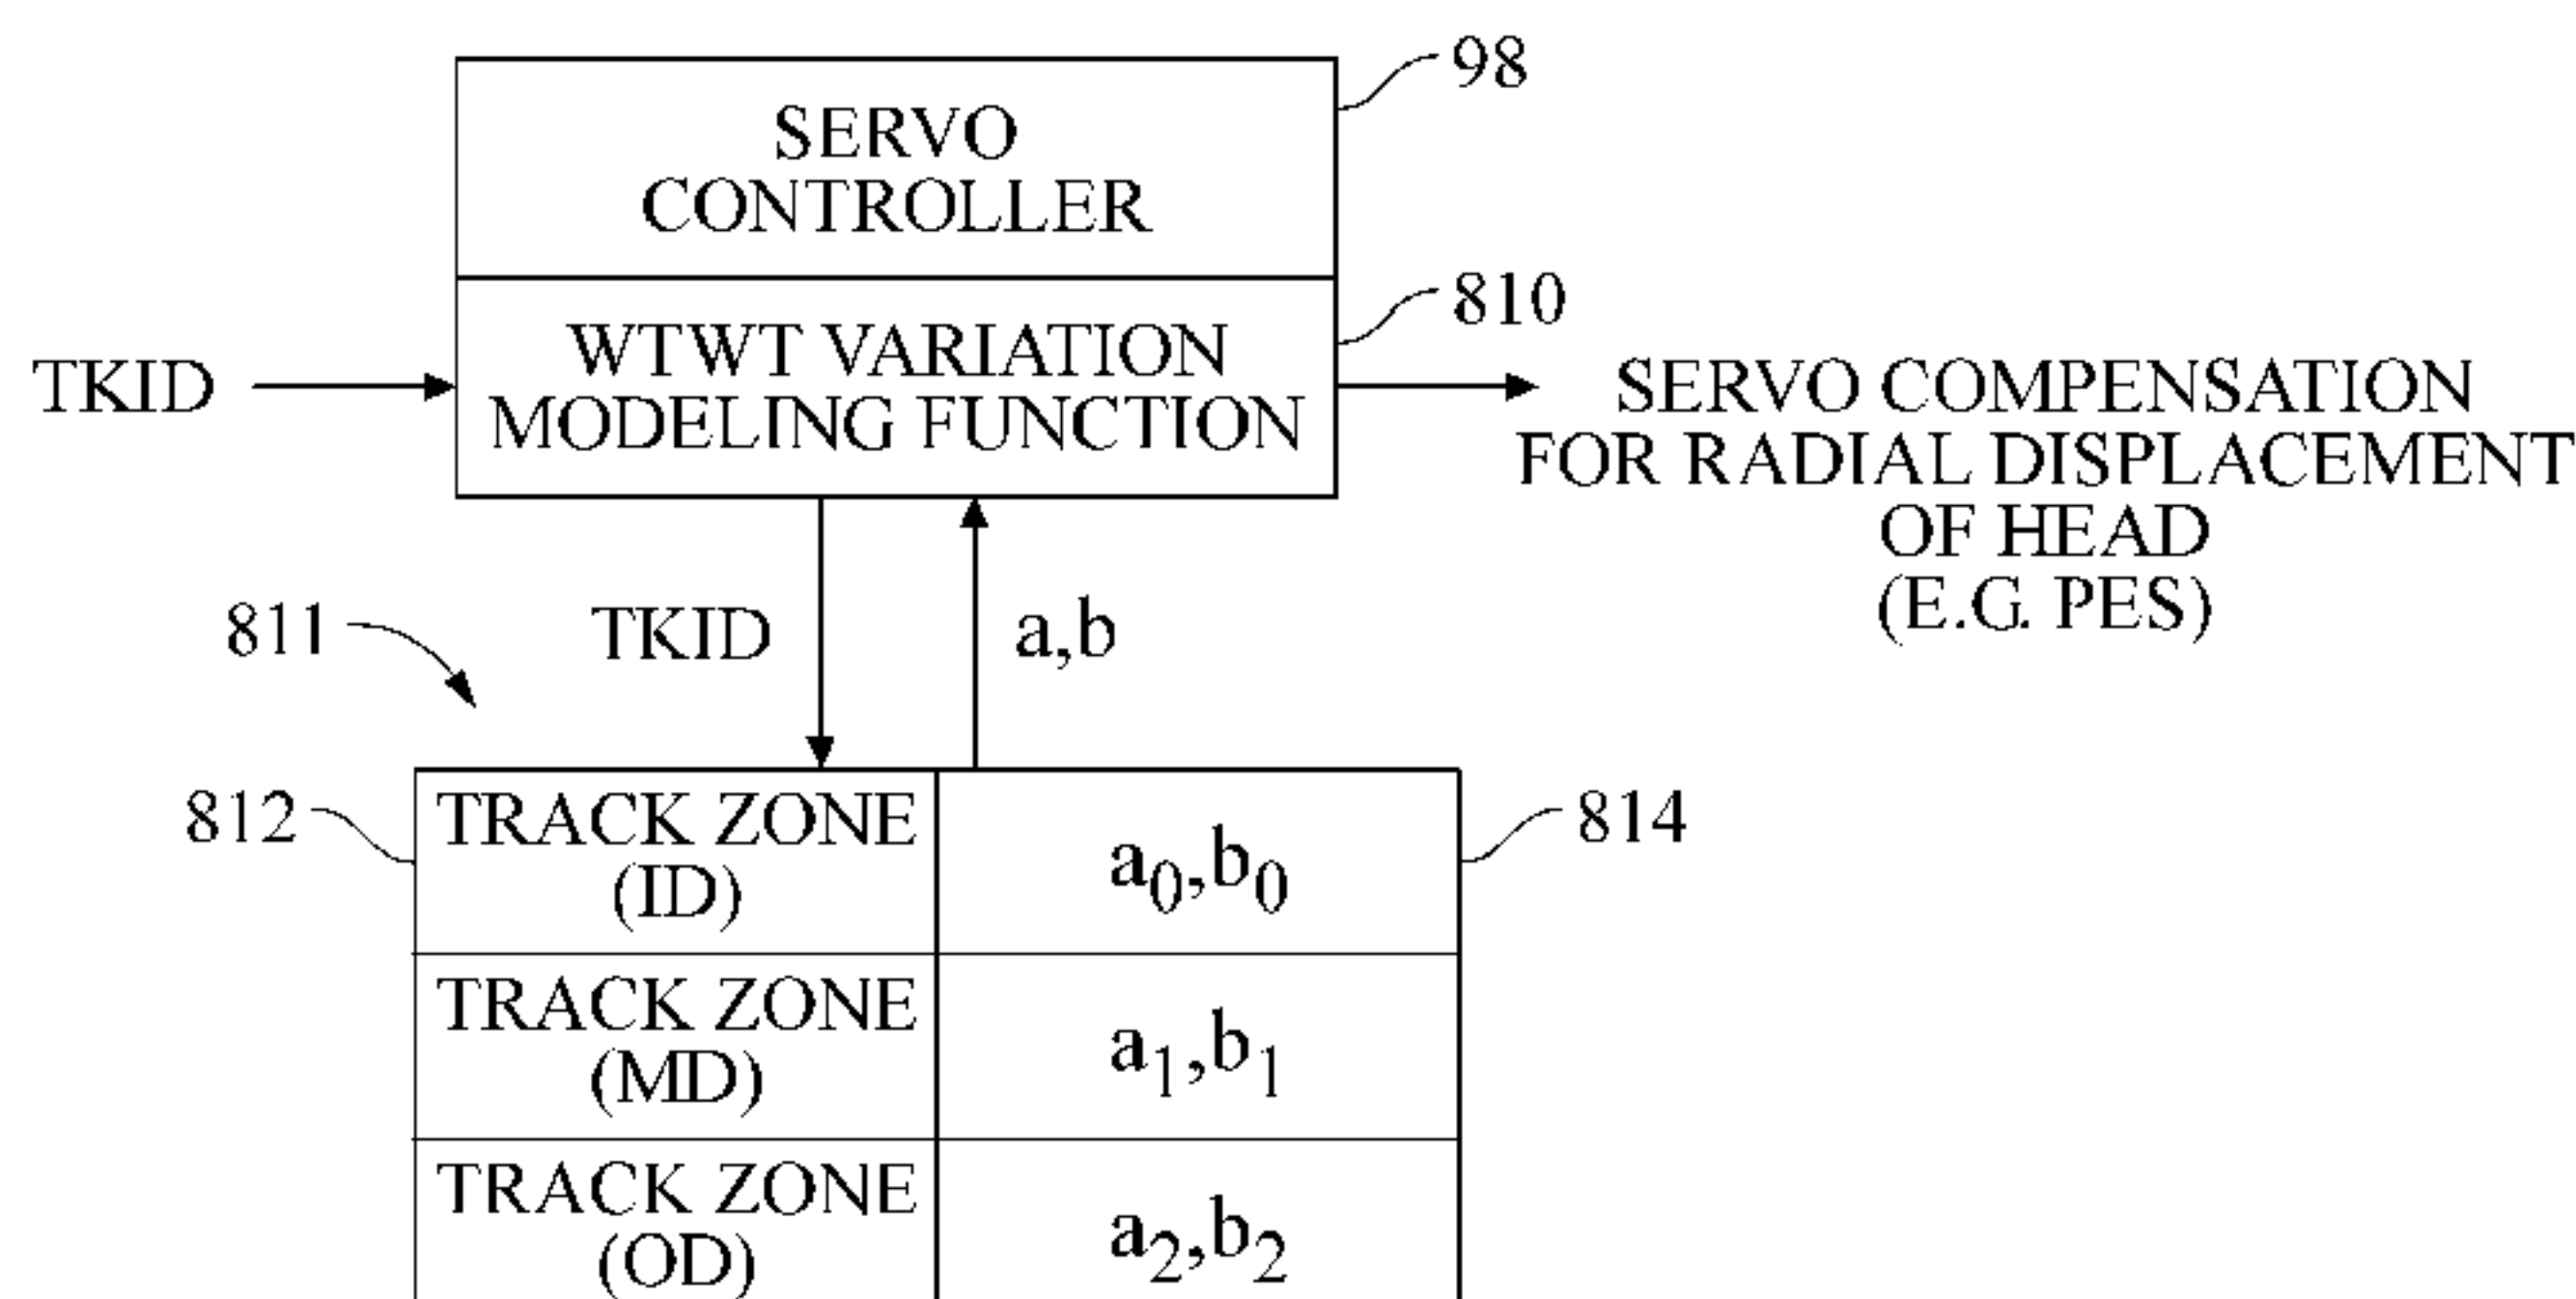 98
SERVO
CONTROLLER
810
WTWT VARIATION
MODELING FUNCTION
TKID
SERVO COMPENSATION
FOR RADIAL DISPLACEMENT
OF HEAD
(E.G. PES)
811
TKID
a,b
812
TRACK ZONE
(ID)
a0,b0
814
TRACK ZONE
(MD)
a1,b1
TRACK ZONE
(OD)
a2,b2